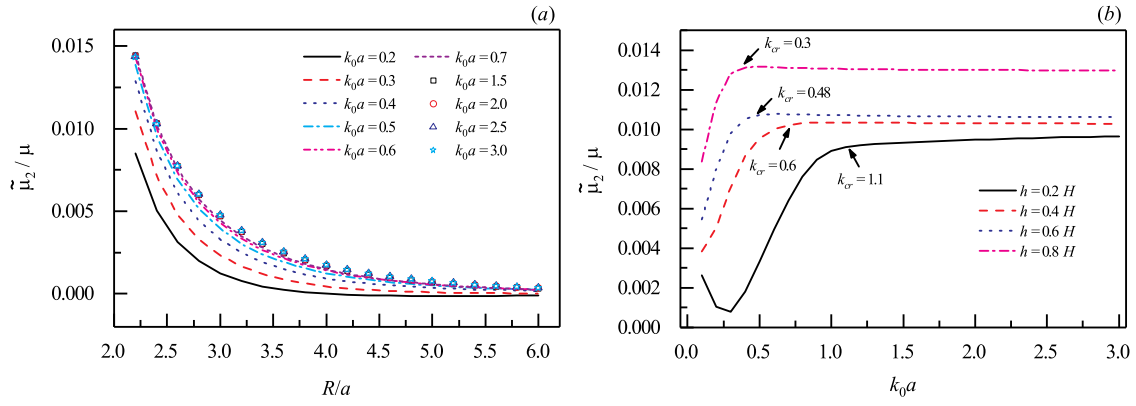 (a)
0.015
0.010
0.005
0.000
μ̃₂ / μ
k₀a = 0.2
k₀a = 0.3
k₀a = 0.4
k₀a = 0.5
k₀a = 0.6
k₀a = 0.7
k₀a = 1.5
k₀a = 2.0
k₀a = 2.5
k₀a = 3.0
2.0 2.5 3.0 3.5 4.0 4.5 5.0 5.5 6.0
R/a
(b)
0.014
0.012
0.010
0.008
0.006
0.004
0.002
0.000
μ̃₂ / μ
k_cr = 0.3
k_cr = 0.48
k_cr = 0.6
k_cr = 1.1
h = 0.2 H
h = 0.4 H
h = 0.6 H
h = 0.8 H
0.0 0.5 1.0 1.5 2.0 2.5 3.0
k₀a